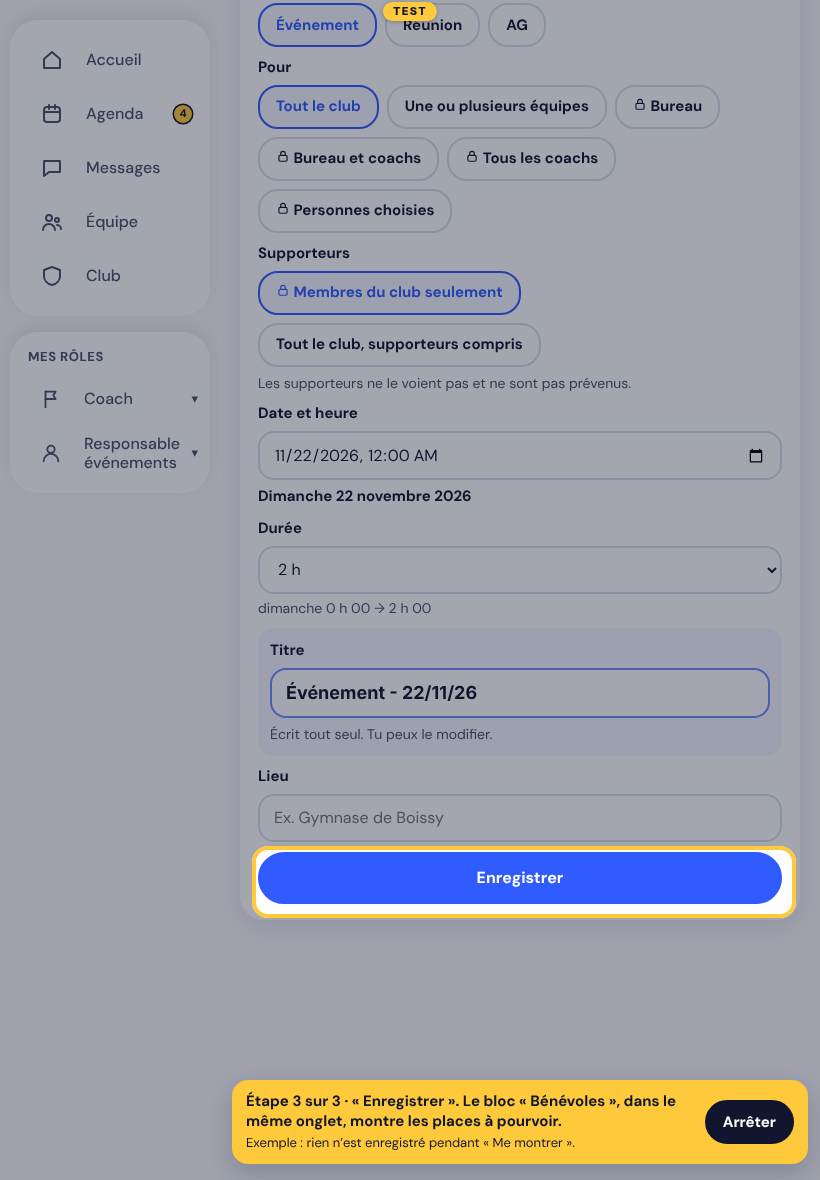 TEST
Événement
Réunion
AG
Accueil
Agenda
4
Messages
Équipe
Club
MES RÔLES
Coach
Responsable
événements
Pour
Tout le club
Une ou plusieurs équipes
Bureau
Bureau et coachs
Tous les coachs
Personnes choisies
Supporteurs
Membres du club seulement
Tout le club, supporteurs compris
Les supporteurs ne le voient pas et ne sont pas prévenus.
Date et heure
11/22/2026, 12:00 AM
Dimanche 22 novembre 2026
Durée
2 h
dimanche 0 h 00 → 2 h 00
Titre
Événement - 22/11/26
Écrit tout seul. Tu peux le modifier.
Lieu
Ex. Gymnase de Boissy
Enregistrer
Étape 3 sur 3 · « Enregistrer ». Le bloc « Bénévoles », dans le
même onglet, montre les places à pourvoir.
Exemple : rien n’est enregistré pendant « Me montrer ».
Arrêter